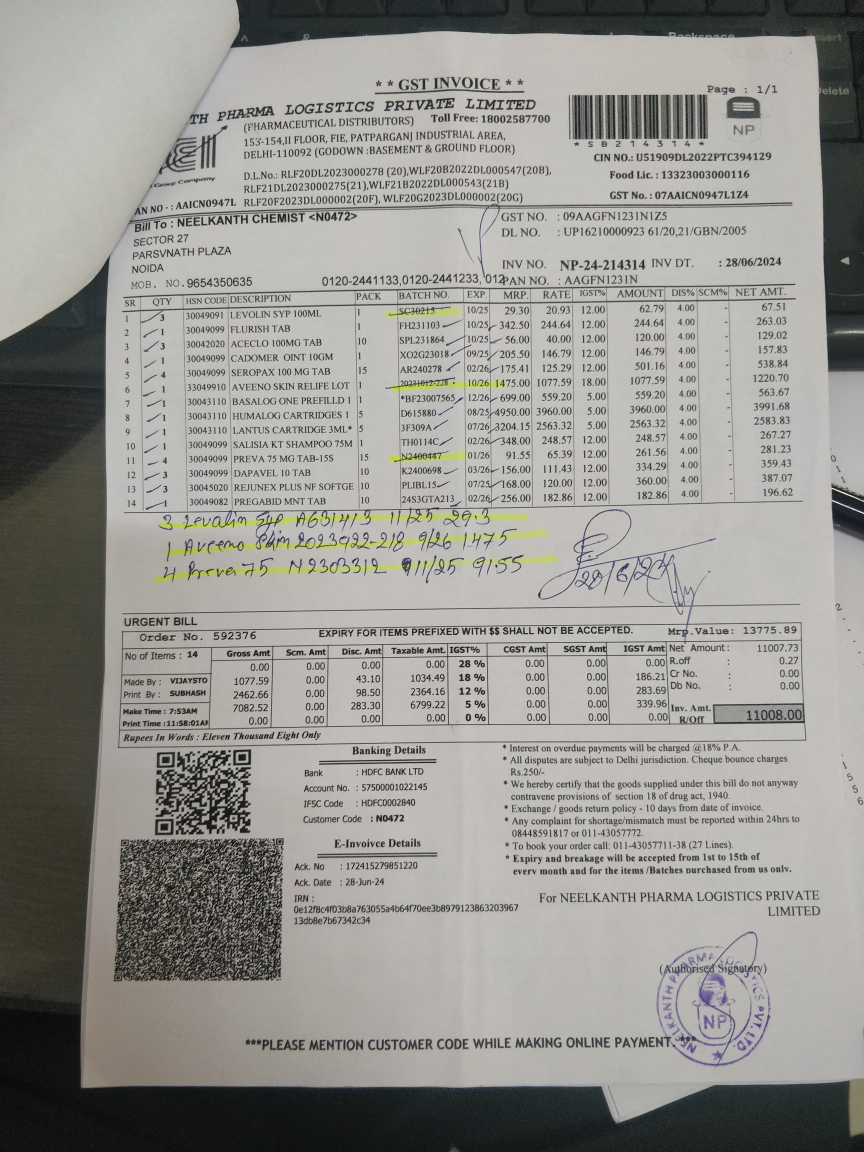 * * GST INVOICE * *
Page : 1/1
TH PHARMA LOGISTICS PRIVATE LIMITED
(PHARMACEUTICAL DISTRIBUTORS) Toll Free: 18002587700
153-154,II FLOOR, FIE, PATPARGANJ INDUSTRIAL AREA,
DELHI-110092 (GODOWN :BASEMENT & GROUND FLOOR)
NP
* S B 2 1 4 3 1 4 *
CIN NO.: U51909DL2022PTC394129
D.L.No.: RLF20DL2023000278 (20),WLF20B2022DL000547(20B),
RLF21DL2023000275(21),WLF21B2022DL000543(21B)
RLF20F2023DL000002(20F), WLF20G2023DL000002(20G)
Food Lic. : 13323003000116
Group Company
AN NO - : AAICN0947L
GST No. : 07AAICN0947L1Z4
Bill To : NEELKANTH CHEMIST <N0472>
SECTOR 27
PARSVNATH PLAZA
NOIDA
MOB. NO. 9654350635 0120-2441133,0120-2441233, 012
GST NO. : 09AAGFN1231N1Z5
DL NO. : UP16210000923 61/20,21/GBN/2005
INV NO. NP-24-214314 INV DT. : 28/06/2024
PAN NO. : AAGFN1231N
SR QTY HSN CODE DESCRIPTION PACK BATCH NO. EXP. MRP. RATE IGST% AMOUNT DIS% SCM% NET AMT.
1 3 30049091 LEVOLIN SYP 100ML 1 SC30215 10/25 29.30 20.93 12.00 62.79 4.00 - 67.51
2 1 30049099 FLURISH TAB 1 FH231103 10/25 342.50 244.64 12.00 244.64 4.00 - 263.03
3 3 30042020 ACECLO 100MG TAB 10 SPL231864 10/25 56.00 40.00 12.00 120.00 4.00 - 129.02
4 1 30049099 CADOMER OINT 10GM 1 XO2G23018 09/25 205.50 146.79 12.00 146.79 4.00 - 157.83
5 4 30049099 SEROPAX 100 MG TAB 15 AR240278 02/26 175.41 125.29 12.00 501.16 4.00 - 538.84
6 1 33049910 AVEENO SKIN RELIFE LOT 1 20231012-228 10/26 1475.00 1077.59 18.00 1077.59 4.00 - 1220.70
7 1 30043110 BASALOG ONE PREFILLD 1 1 *BF23007565 12/26 699.00 559.20 5.00 559.20 4.00 - 563.67
8 1 30043110 HUMALOG CARTRIDGES 1 5 D615880 08/25 4950.00 3960.00 5.00 3960.00 4.00 - 3991.68
9 1 30043110 LANTUS CARTRIDGE 3ML* 5 3F309A 07/26 3204.15 2563.32 5.00 2563.32 4.00 - 2583.83
10 1 30049099 SALISIA KT SHAMPOO 75M 1 TH0114C 02/26 348.00 248.57 12.00 248.57 4.00 - 267.27
11 4 30049099 PREVA 75 MG TAB-15S 15 N2400447 01/26 91.55 65.39 12.00 261.56 4.00 - 281.23
12 3 30049099 DAPAVEL 10 TAB 10 K2400698 03/26 156.00 111.43 12.00 334.29 4.00 - 359.43
13 3 30045020 REJUNEX PLUS NF SOFTGE 10 PLIBL15 07/25 168.00 120.00 12.00 360.00 4.00 - 387.07
14 1 30049082 PREGABID MNT TAB 10 24S3GTA213 02/26 256.00 182.86 12.00 182.86 4.00 - 196.62
3 Levalin Syp A631413 11/25 29.3
1 Aveeno Skin 2023922-218 9/26 1475
4 Preva 75 N2303312 11/25 91.55
28/6/24
URGENT BILL
Order No. 592376 EXPIRY FOR ITEMS PREFIXED WITH $$ SHALL NOT BE ACCEPTED. Mrp.Value: 13775.89
No of Items : 14 Gross Amt Scm. Amt Disc. Amt Taxable Amt. IGST% CGST Amt SGST Amt IGST Amt Net Amount: 11007.73
0.00 0.00 0.00 0.00 28 % 0.00 0.00 0.00 R.off : 0.27
Made By : VIJAYSTO 1077.59 0.00 43.10 1034.49 18 % 0.00 0.00 186.21 Cr No. : 0.00
Print By : SUBHASH 2462.66 0.00 98.50 2364.16 12 % 0.00 0.00 283.69 Db No. : 0.00
Make Time : 7:53AM 7082.52 0.00 283.30 6799.22 5 % 0.00 0.00 339.96 Inv. Amt.
Print Time :11:58:01AM 0.00 0.00 0.00 0.00 0 % 0.00 0.00 0.00 R/Off : 11008.00
Rupees In Words : Eleven Thousand Eight Only
Banking Details
Bank : HDFC BANK LTD
Account No. : 57500001022145
IFSC Code : HDFC0002840
Customer Code : N0472
E-Invoivce Details
Ack. No : 172415279851220
Ack. Date : 28-Jun-24
IRN :
0e12f8c4f03b8a763055a4b64f70ee3b8979123863203967
13db8e7b67342c34
* Interest on overdue payments will be charged @18% P.A.
* All disputes are subject to Delhi jurisdiction. Cheque bounce charges
Rs.250/-
* We hereby certify that the goods supplied under this bill do not anyway
contravene provisions of section 18 of drug act, 1940.
* Exchange / goods return policy - 10 days from date of invoice.
* Any complaint for shortage/mismatch must be reported within 24hrs to
08448591817 or 011-43057772.
* To book your order call: 011-43057711-38 (27 Lines).
* Expiry and breakage will be accepted from 1st to 15th of
every month and for the items /Batches purchased from us only.
For NEELKANTH PHARMA LOGISTICS PRIVATE
LIMITED
(Authorised Signatory)
NEELKANTH PHARMA LOGISTICS PVT. LTD.
NP
***PLEASE MENTION CUSTOMER CODE WHILE MAKING ONLINE PAYMENT.***